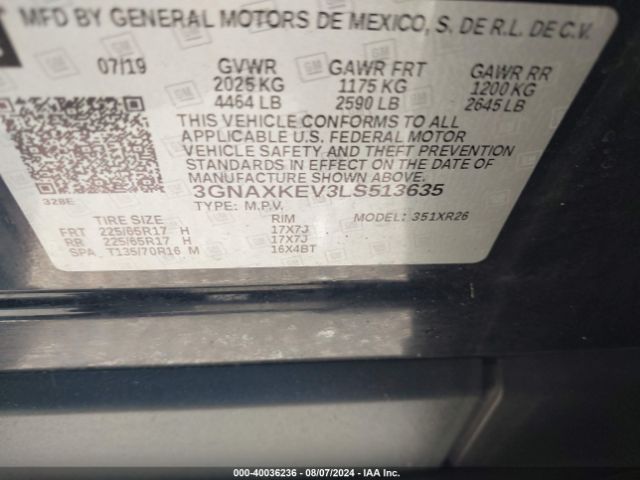 MFD BY GENERAL MOTORS DE MEXICO, S. DE R.L. DE C.V.
07/19 GVWR GAWR FRT GAWR RR
2025 KG 1175 KG 1200 KG
4464 LB 2590 LB 2645 LB
THIS VEHICLE CONFORMS TO ALL
APPLICABLE U.S. FEDERAL MOTOR
VEHICLE SAFETY AND THEFT PREVENTION
STANDARDS IN EFFECT ON THE DATE OF
MANUFACTURE SHOWN ABOVE.
3GNAXKEV3LS513635
328E TYPE: M.P.V. MODEL: 351XR26
TIRE SIZE RIM
FRT 225/65R17 H 17X7J
RR 225/65R17 H 17X7J
SPA T135/70R16 M 16X4BT
000-40036236 - 08/07/2024 - IAAI.COM